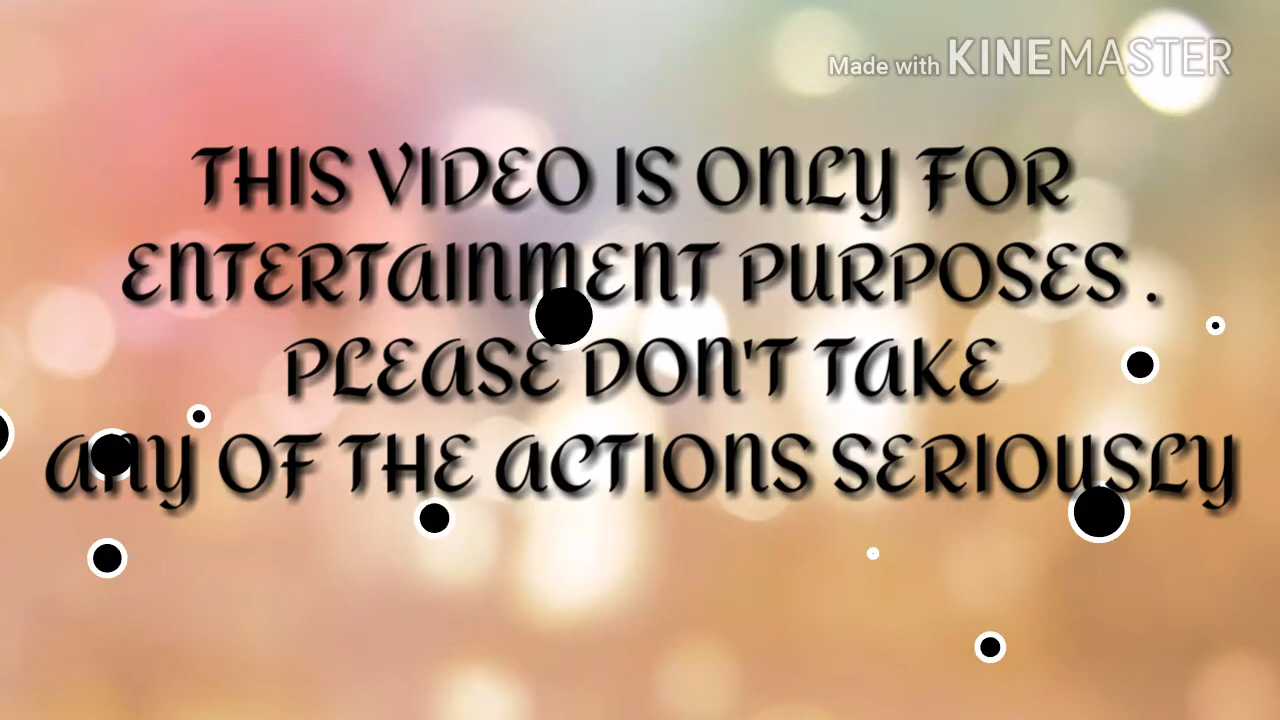 Made with KINEMASTER
THIS VIDEO IS ONLY FOR
ENTERTAINMENT PURPOSES .
PLEASE DON'T TAKE
ANY OF THE ACTIONS SERIOUSLY